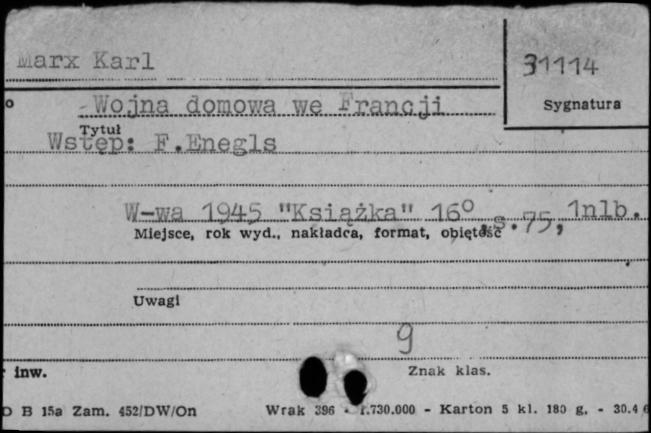 Marx Karl
31114
Sygnatura
o
Wojna domowa we Francji
Tytuł
Wstęp: F.Enegls
W-wa 1945 "Książka" 16º, s.75, 1nlb.
Miejsce, rok wyd., nakładca, format, objętość
Uwagi
9
r inw.
Znak klas.
O B 15a Zam. 452/DW/On Wrak 396 - 1.730.000 - Karton 5 kl. 180 g. - 30.4 6